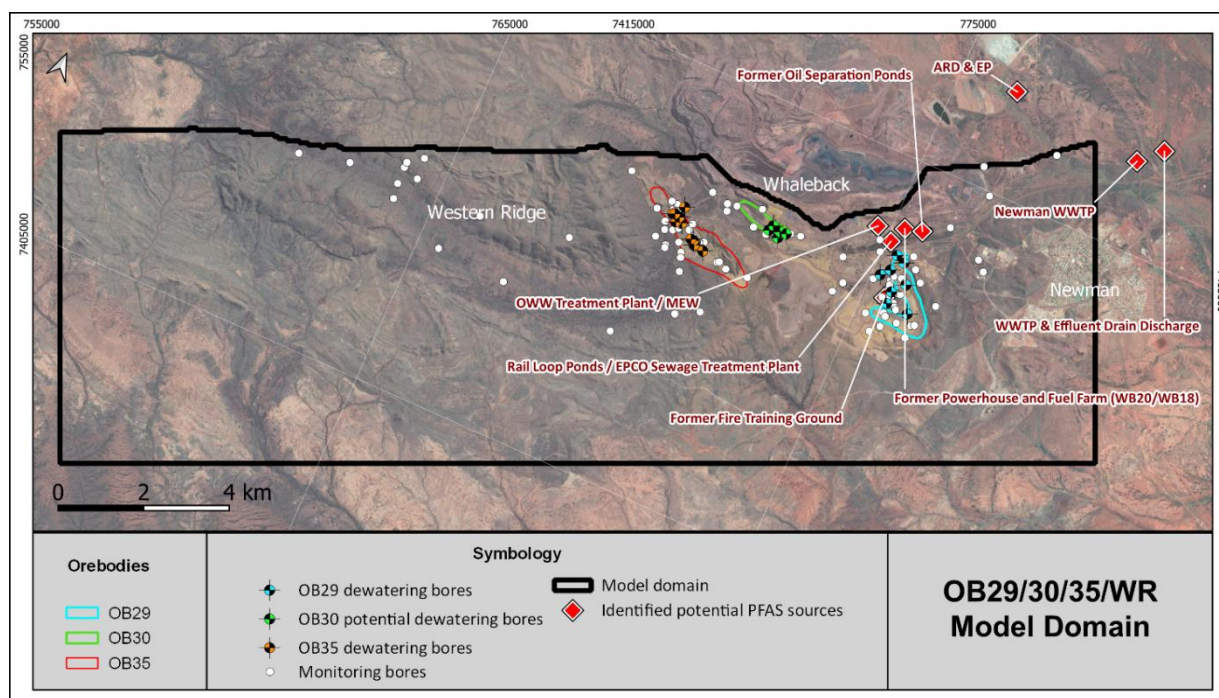 755000
765000
7415000
775000
755000
7405000
Former Oil Separation Ponds
ARD & EP
Whaleback
Western Ridge
Newman WWTP
OWW Treatment Plant / MEW
Newman
WWTP & Effluent Drain Discharge
Rail Loop Ponds / EPCO Sewage Treatment Plant
Former Powerhouse and Fuel Farm (WB20/WB18)
Former Fire Training Ground
0 2 4 km
Orebodies
OB29
OB30
OB35
Symbology
OB29 dewatering bores
OB30 potential dewatering bores
OB35 dewatering bores
Monitoring bores
Model domain
Identified potential PFAS sources
OB29/30/35/WR
Model Domain